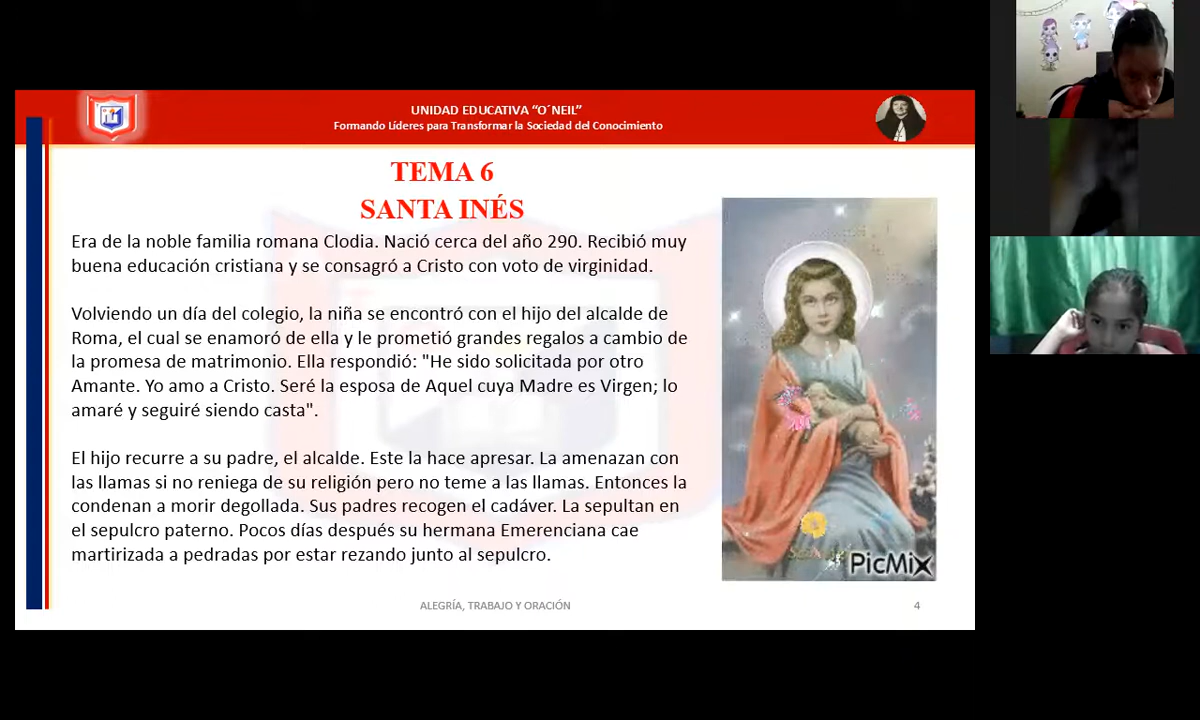 UNIDAD EDUCATIVA “O´NEIL”
Formando Líderes para Transformar la Sociedad del Conocimiento
TEMA 6
SANTA INÉS
Era de la noble familia romana Clodia. Nació cerca del año 290. Recibió muy
buena educación cristiana y se consagró a Cristo con voto de virginidad.
Volviendo un día del colegio, la niña se encontró con el hijo del alcalde de
Roma, el cual se enamoró de ella y le prometió grandes regalos a cambio de
la promesa de matrimonio. Ella respondió: "He sido solicitada por otro
Amante. Yo amo a Cristo. Seré la esposa de Aquel cuya Madre es Virgen; lo
amaré y seguiré siendo casta".
El hijo recurre a su padre, el alcalde. Este la hace apresar. La amenazan con
las llamas si no reniega de su religión pero no teme a las llamas. Entonces la
condenan a morir degollada. Sus padres recogen el cadáver. La sepultan en
el sepulcro paterno. Pocos días después su hermana Emerenciana cae
martirizada a pedradas por estar rezando junto al sepulcro.
PicMix
ALEGRÍA, TRABAJO Y ORACIÓN
4